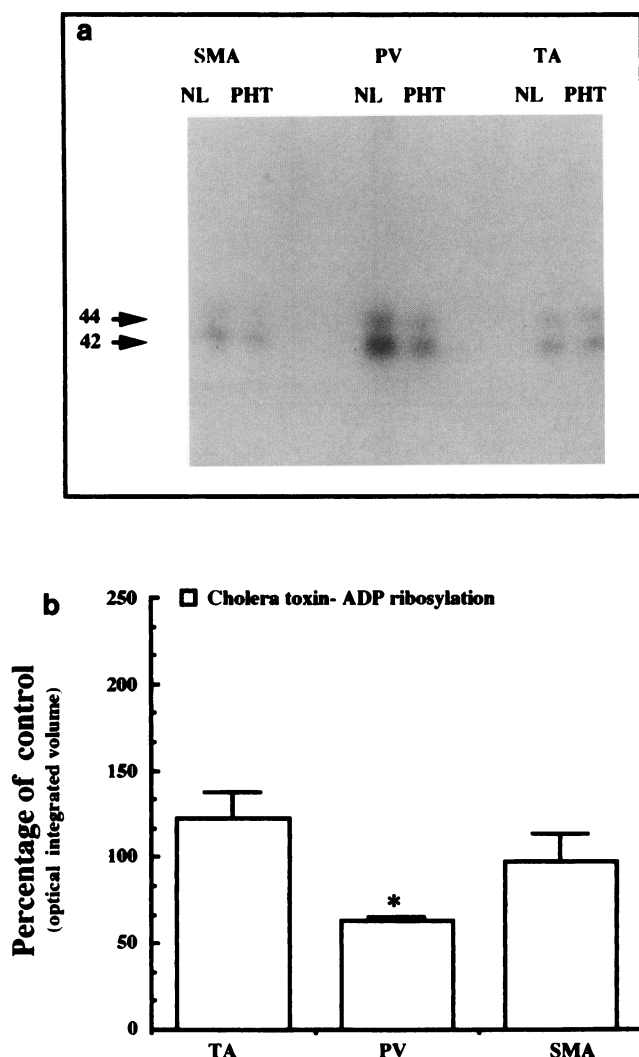 a
SMA PV TA
NL PHT NL PHT NL PHT
44
42
b
250
Cholera toxin- ADP ribosylation
200
150
100
50
0
Percentage of control
(optical integrated volume)
*
TA PV SMA